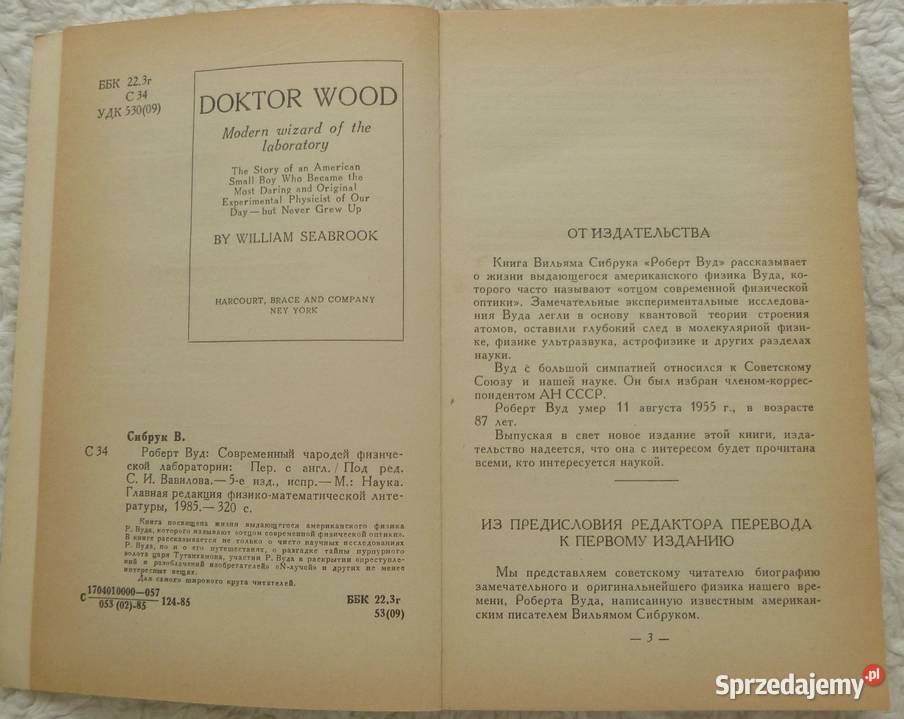 ББК 22.3г
С 34
УДК 530(09)
DOKTOR WOOD
Modern wizard of the
laboratory
The Story of an American
Small Boy Who Became the
Most Daring and Original
Experimental Physicist of Our
Day — but Never Grew Up
BY WILLIAM SEABROOK
HARCOURT, BRACE AND COMPANY
NEY YORK
Сибрук В.
С 34
Роберт Вуд: Современный чародей физиче-
ской лаборатории: Пер. с англ. / Под ред.
С. И. Вавилова. — 5-е изд., испр. — М.: Наука.
Главная редакция физико-математической лите-
ратуры, 1985. — 320 с.
Книга посвящена жизни выдающегося американского физика
Р. Вуда, которого называют «отцом современной физической оптики».
В книге рассказывается не только о чисто научных исследованиях
Р. Вуда, но и о его путешествиях, о разгадке тайны пурпурного
золота царя Тутанхамона, участии Р. Вуда в раскрытии преступле-
ний и разоблачений изобретателей «N-лучей» и других не менее
интересных вещах.
Для самого широкого круга читателей.
С 1704010000—057
053 (02)-85
124-85
ББК 22.3г
53(09)
ОТ ИЗДАТЕЛЬСТВА
Книга Вильяма Сибрука «Роберт Вуд» рассказывает
о жизни выдающегося американского физика Вуда, ко-
торого часто называют «отцом современной физической
оптики». Замечательные экспериментальные исследова-
ния Вуда легли в основу квантовой теории строения
атомов, оставили глубокий след в молекулярной физи-
ке, физике ультразвука, астрофизике и других разделах
науки.
Вуд с большой симпатией относился к Советскому
Союзу и нашей науке. Он был избран членом-коррес-
пондентом АН СССР.
Роберт Вуд умер 11 августа 1955 г., в возрасте
87 лет.
Выпуская в свет новое издание этой книги, изда-
тельство надеется, что она с интересом будет прочитана
всеми, кто интересуется наукой.
ИЗ ПРЕДИСЛОВИЯ РЕДАКТОРА ПЕРЕВОДА
К ПЕРВОМУ ИЗДАНИЮ
Мы представляем советскому читателю биографию
замечательного и оригинальнейшего физика нашего вре-
мени, Роберта Вуда, написанную известным американ-
ским писателем Вильямом Сибруком.
— 3 —
Sprzedajemy.pl